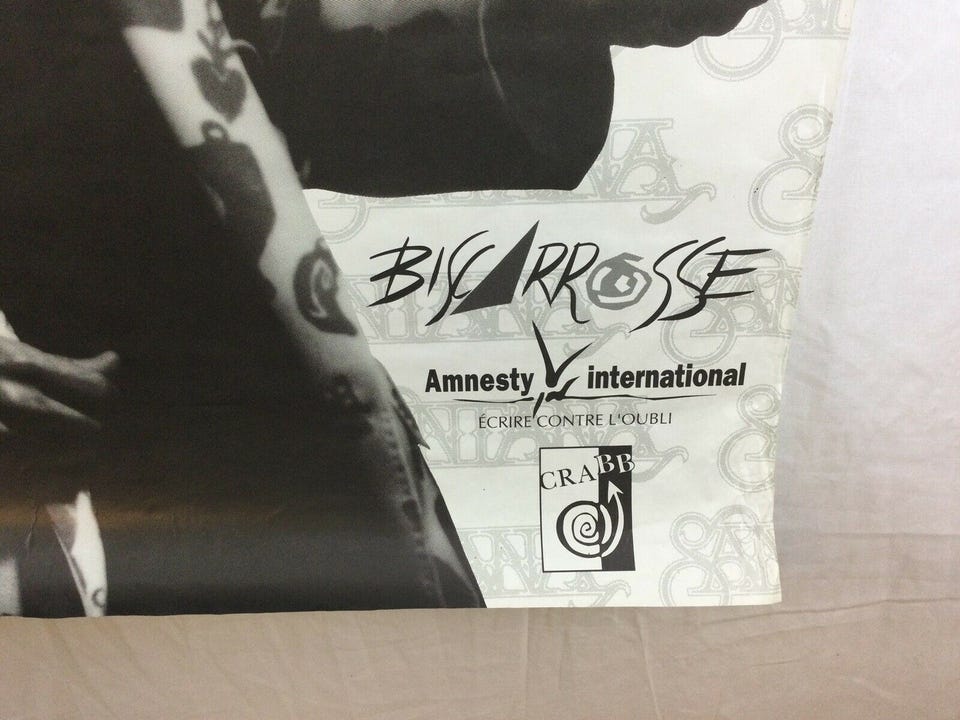 BISCARROSSE
Amnesty international
ÉCRIRE CONTRE L'OUBLI
CRABB